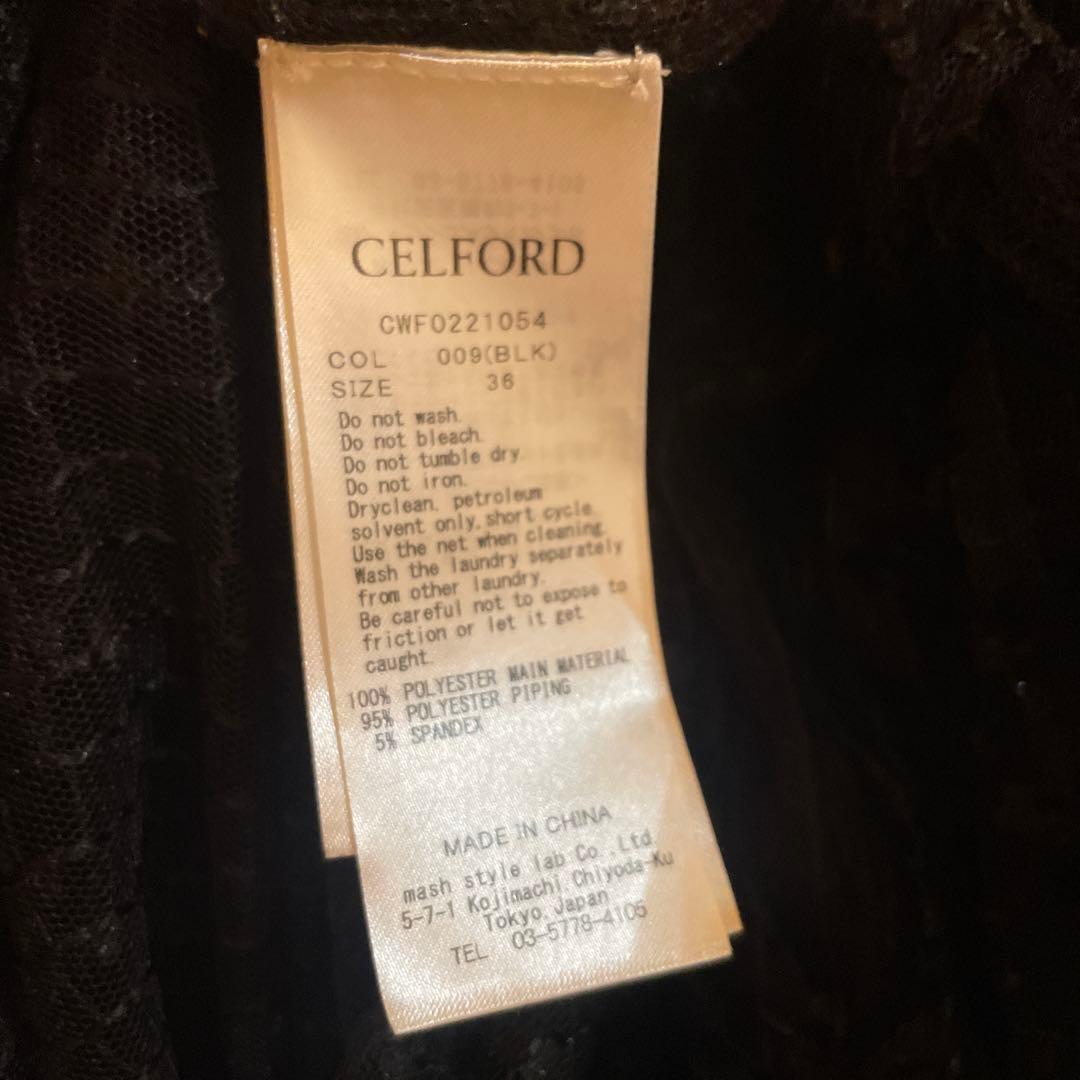 CELFORD
CWF0221054
COL 009(BLK)
SIZE 36
Do not wash.
Do not bleach.
Do not tumble dry.
Do not iron.
Dryclean, petroleum
solvent only, short cycle.
Use the net when cleaning.
Wash the laundry separately
from other laundry.
Be careful not to expose to
friction or let it get
caught.
100% POLYESTER MAIN MATERIAL
95% POLYESTER PIPING
5% SPANDEX
MADE IN CHINA
mash style lab Co.,Ltd.
5-7-1 Kojimachi,Chiyoda-Ku
Tokyo,Japan
TEL 03-5778-4105